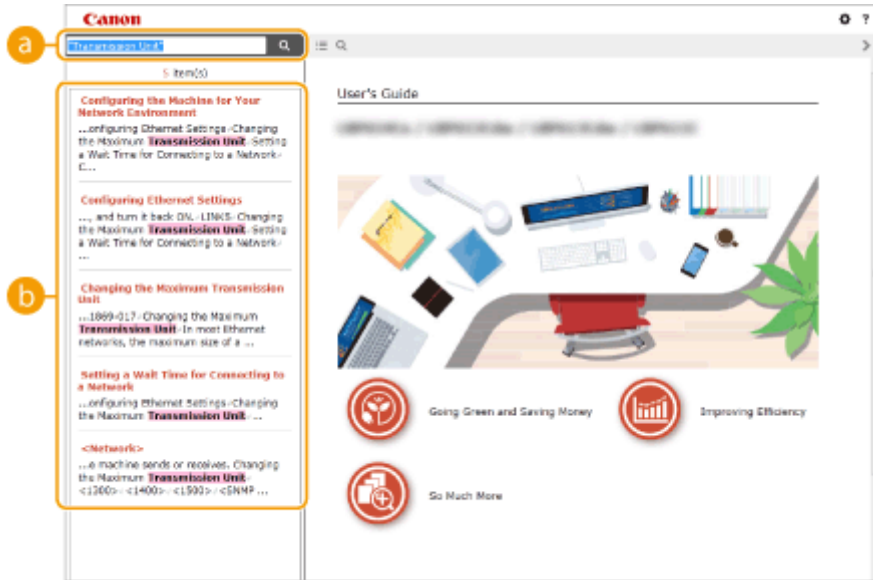 Canon
?
a
"Transmission Unit"
5 item(s)
b
Configuring the Machine for Your
Network Environment
...onfiguring Ethernet Settings Changing
the Maximum Transmission Unit Setting
a Wait Time for Connecting to a Network
C...
Configuring Ethernet Settings
..., and turn it back ON. LINKS Changing
the Maximum Transmission Unit Setting
a Wait Time for Connecting to a Network
...
Changing the Maximum Transmission
Unit
...1869-017 Changing the Maximum
Transmission Unit In most Ethernet
networks, the maximum size of a ...
Setting a Wait Time for Connecting to
a Network
...onfiguring Ethernet Settings Changing
the Maximum Transmission Unit ...
<Network>
...e machine sends or receives. Changing
the Maximum Transmission Unit
<1300> <1400> <1500> <SNMP ...
User's Guide
Going Green and Saving Money
Improving Efficiency
So Much More